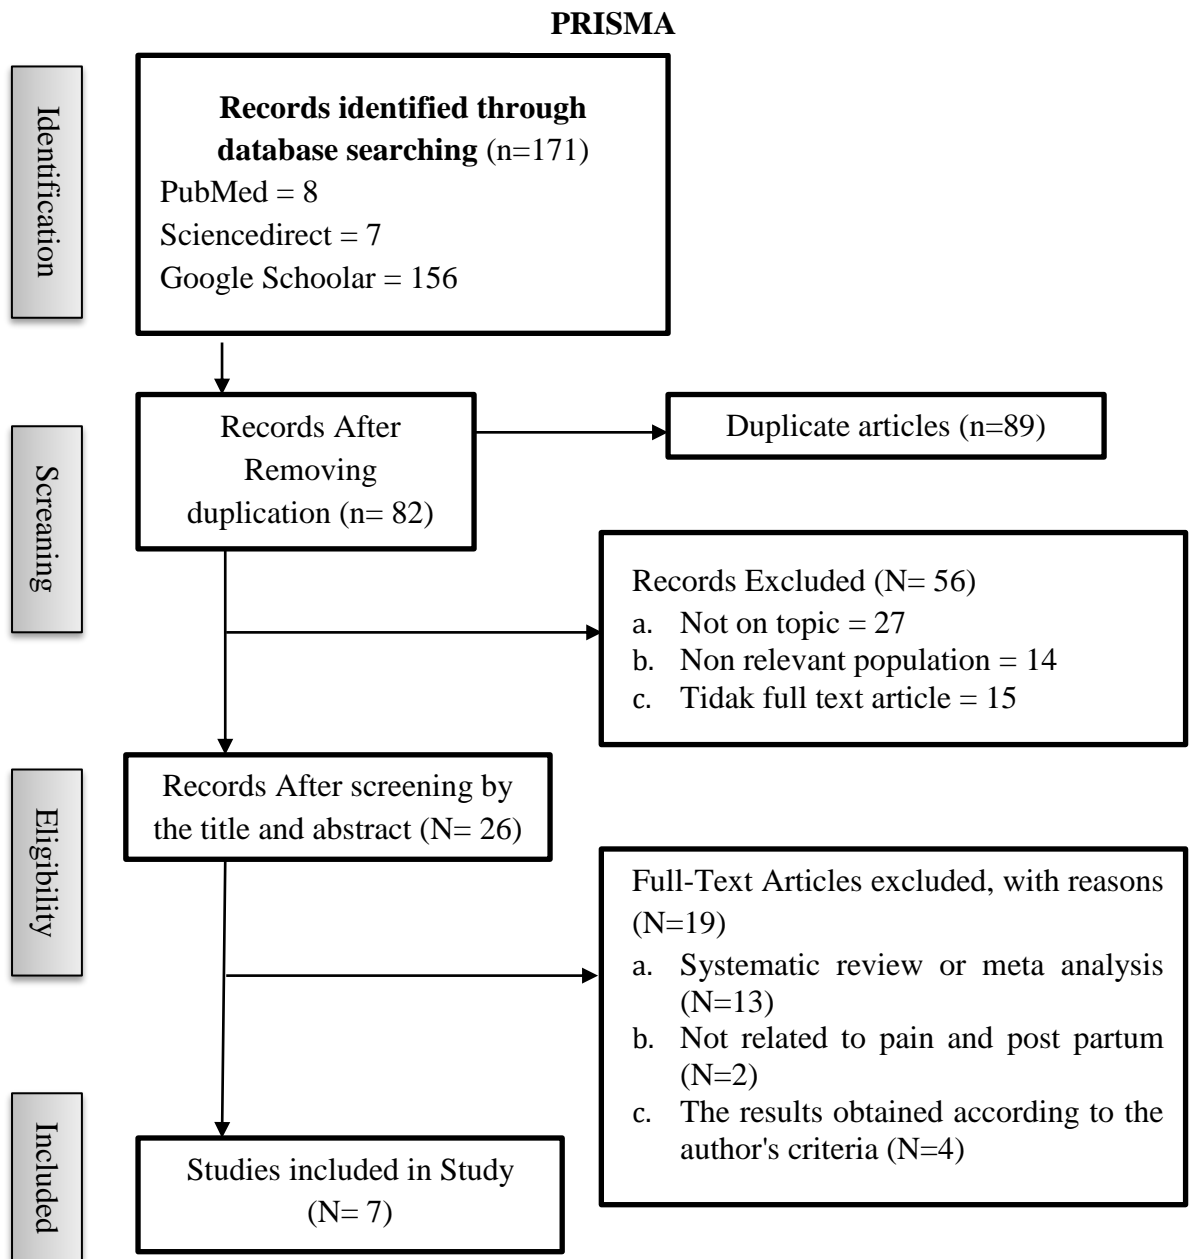 PRISMA
Identification
Records identified through
database searching (n=171)
PubMed = 8
Sciencedirect = 7
Google Schoolar = 156
Screaning
Records After
Removing
duplication (n= 82)
Duplicate articles (n=89)
Records Excluded (N= 56)
a. Not on topic = 27
b. Non relevant population = 14
c. Tidak full text article = 15
Eligibility
Records After screening by
the title and abstract (N= 26)
Full-Text Articles excluded, with reasons
(N=19)
a. Systematic review or meta analysis
(N=13)
b. Not related to pain and post partum
(N=2)
c. The results obtained according to the
author's criteria (N=4)
Included
Studies included in Study
(N= 7)